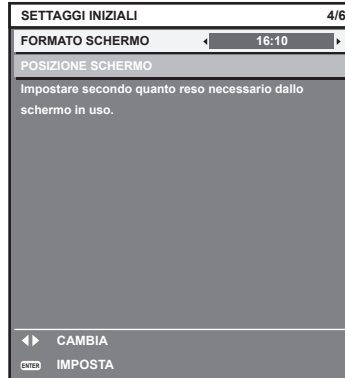 SETTAGGI INIZIALI 4/6
FORMATO SCHERMO 16:10
POSIZIONE SCHERMO
Impostare secondo quanto reso necessario dallo
schermo in uso.
CAMBIA
ENTER IMPOSTA